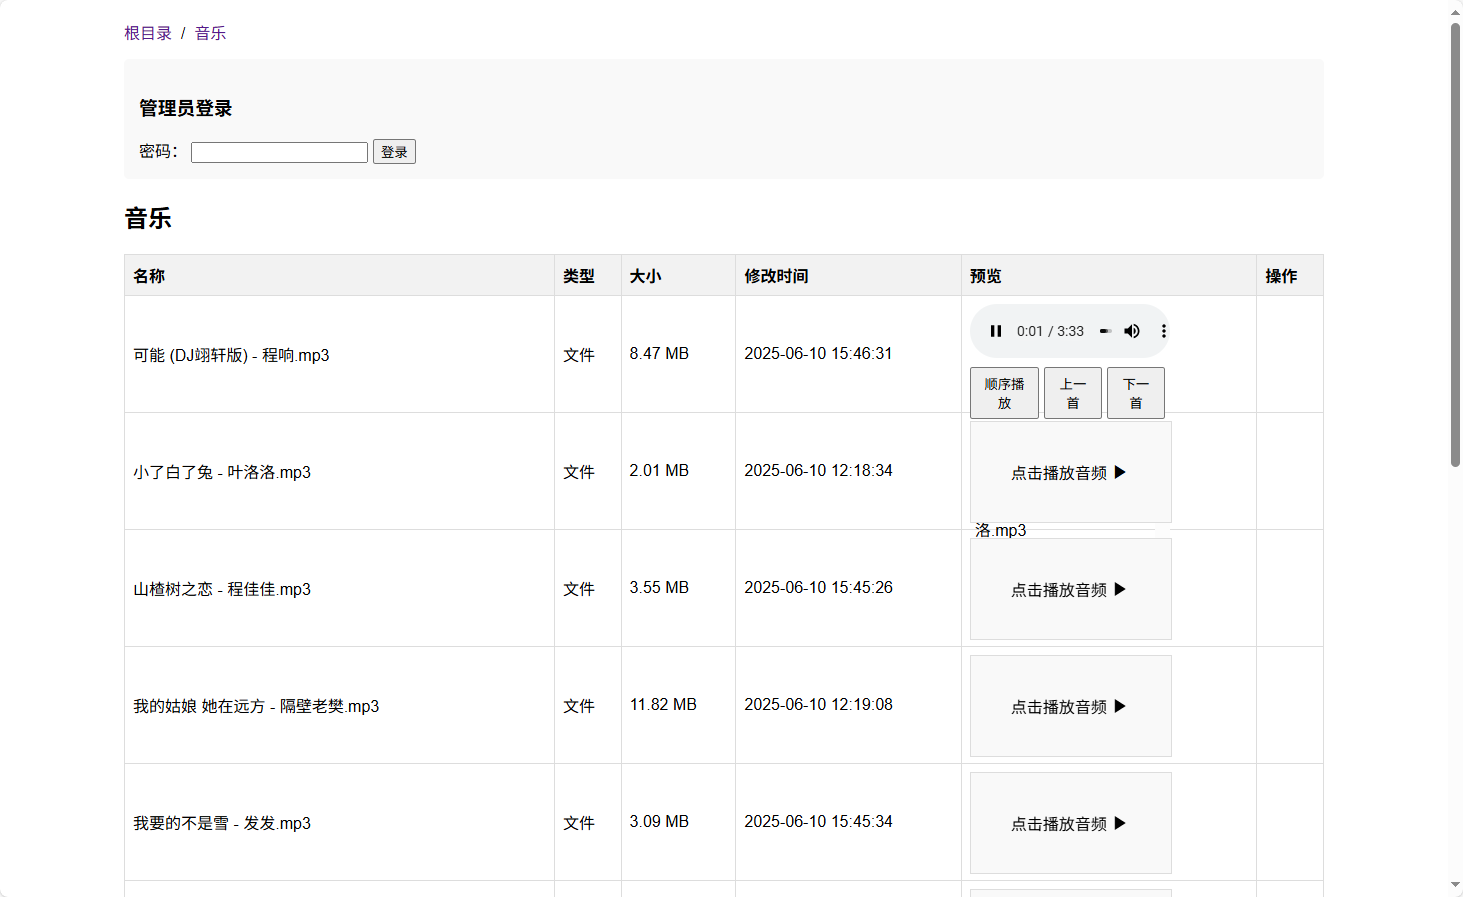 根目录 / 音乐
管理员登录
密码： 登录
音乐
名称 类型 大小 修改时间 预览 操作
可能 (DJ翊轩版) - 程响.mp3 文件 8.47 MB 2025-06-10 15:46:31 0:01 / 3:33
顺序播放 上一首 下一首
小了白了兔 - 叶洛洛.mp3 文件 2.01 MB 2025-06-10 12:18:34 点击播放音频 ▶
洛.mp3
山楂树之恋 - 程佳佳.mp3 文件 3.55 MB 2025-06-10 15:45:26 点击播放音频 ▶
我的姑娘 她在远方 - 隔壁老樊.mp3 文件 11.82 MB 2025-06-10 12:19:08 点击播放音频 ▶
我要的不是雪 - 发发.mp3 文件 3.09 MB 2025-06-10 15:45:34 点击播放音频 ▶